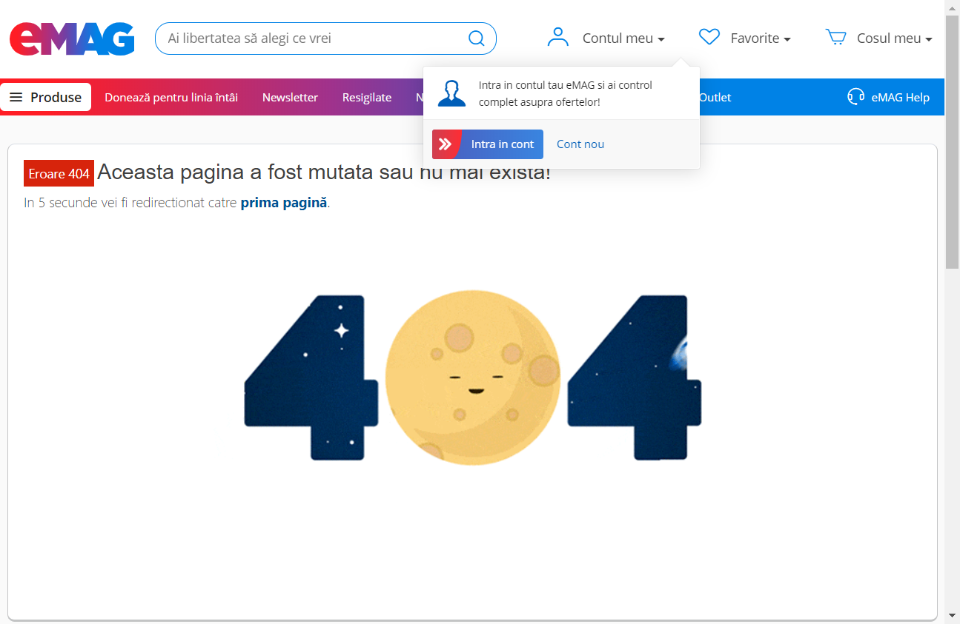 eMAG
Ai libertatea să alegi ce vrei
Contul meu
Favorite
Cosul meu
Produse
Donează pentru linia întâi
Newsletter
Resigilate
Outlet
eMAG Help
Intra in contul tau eMAG si ai control
complet asupra ofertelor!
Intra in cont
Cont nou
Eroare 404
Aceasta pagina a fost mutata sau nu mai exista!
In 5 secunde vei fi redirectionat catre prima pagină.
404